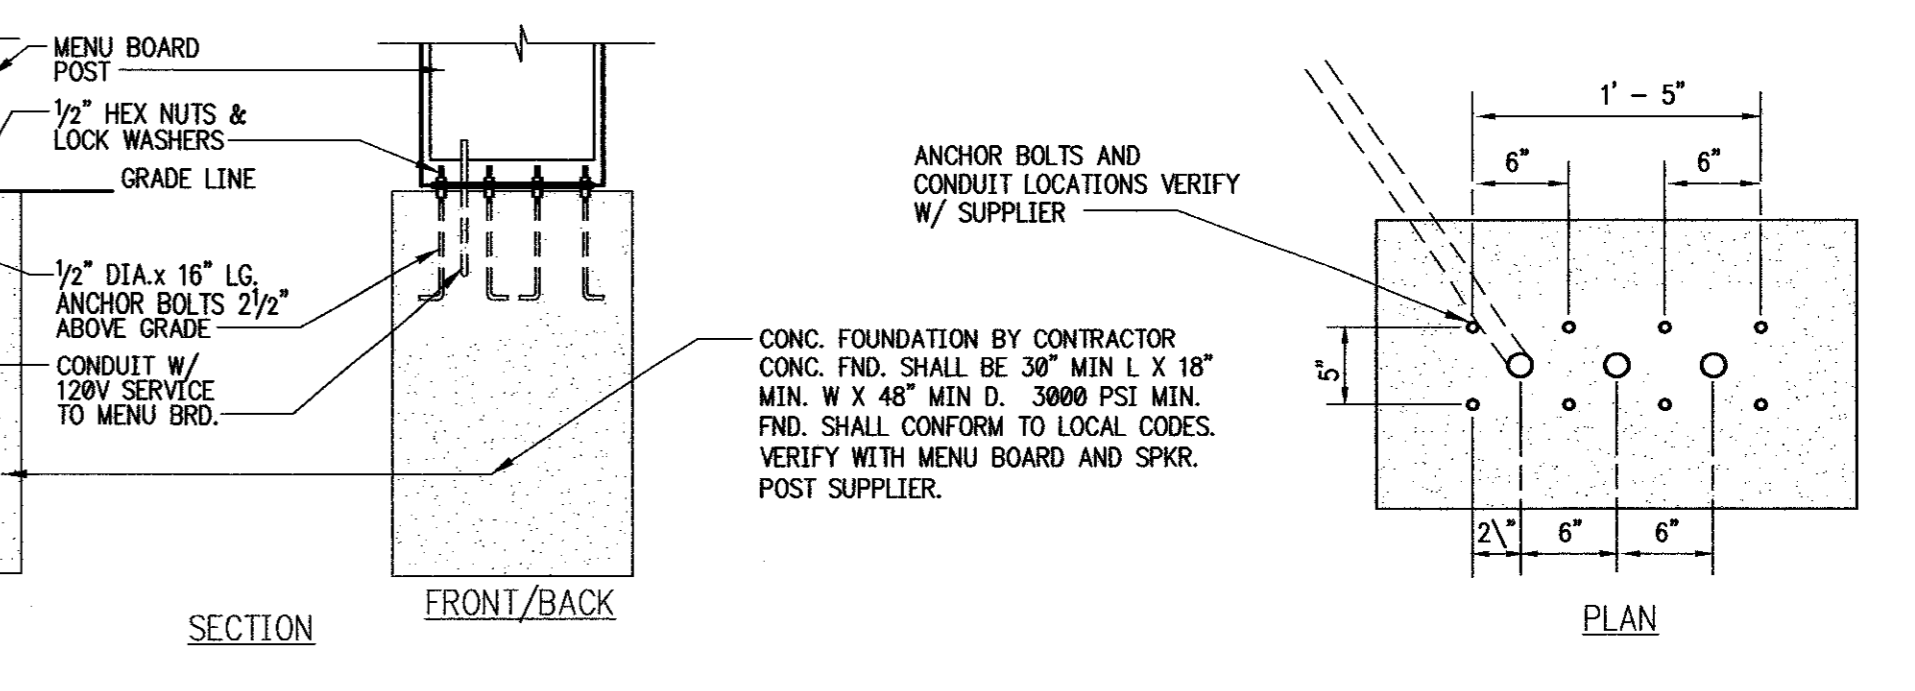 MENU BOARD
POST
1/2" HEX NUTS &
LOCK WASHERS
GRADE LINE
1/2" DIA.x 16" LG.
ANCHOR BOLTS 2 1/2"
ABOVE GRADE
CONDUIT W/
120V SERVICE
TO MENU BRD.
SECTION
FRONT/BACK
CONC. FOUNDATION BY CONTRACTOR
CONC. FND. SHALL BE 30" MIN L X 18"
MIN. W X 48" MIN D. 3000 PSI MIN.
FND. SHALL CONFORM TO LOCAL CODES.
VERIFY WITH MENU BOARD AND SPKR.
POST SUPPLIER.
ANCHOR BOLTS AND
CONDUIT LOCATIONS VERIFY
W/ SUPPLIER
1' - 5"
6"
6"
5"
2\"
6"
6"
PLAN